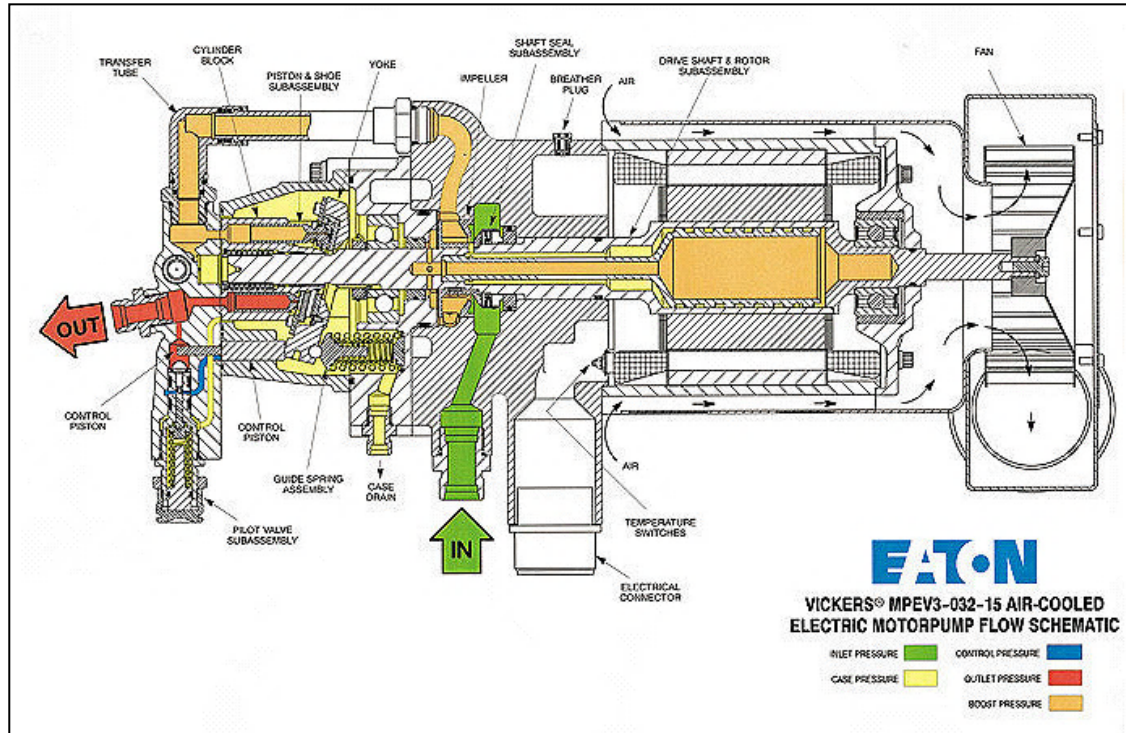 TRANSFER
TUBE
CYLINDER
BLOCK
PISTON & SHOE
SUBASSEMBLY
YOKE
IMPELLER
SHAFT SEAL
SUBASSEMBLY
BREATHER
PLUG
DRIVE SHAFT & ROTOR
SUBASSEMBLY
AIR
FAN
OUT
CONTROL
PISTON
CONTROL
PISTON
GUIDE SPRING
ASSEMBLY
CASE
DRAIN
PILOT VALVE
SUBASSEMBLY
IN
AIR
TEMPERATURE
SWITCHES
ELECTRICAL
CONNECTOR
EATON
VICKERS® MPEV3-032-15 AIR-COOLED
ELECTRIC MOTORPUMP FLOW SCHEMATIC
INLET PRESSURE
CONTROL PRESSURE
CASE PRESSURE
OUTLET PRESSURE
BOOST PRESSURE